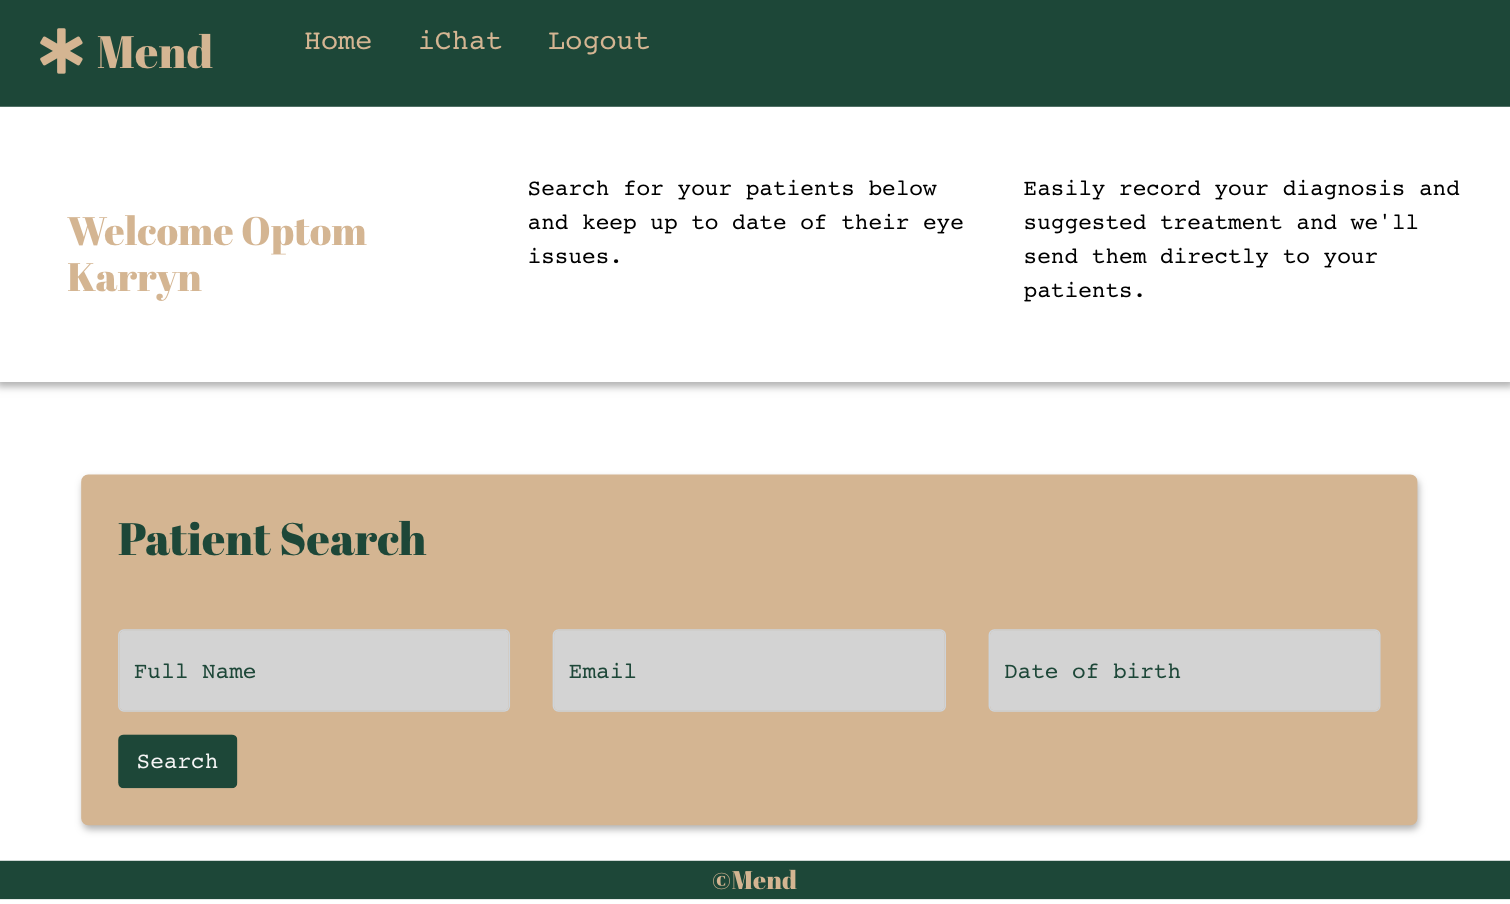 Mend
Home
iChat
Logout
Welcome Optom
Karryn
Search for your patients below
and keep up to date of their eye
issues.
Easily record your diagnosis and
suggested treatment and we'll
send them directly to your
patients.
Patient Search
Full Name
Email
Date of birth
Search
©Mend